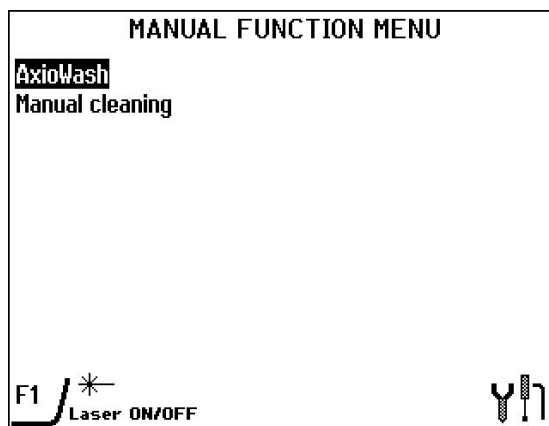 MANUAL FUNCTION MENU
AxioWash
Manual cleaning
F1
Laser ON/OFF